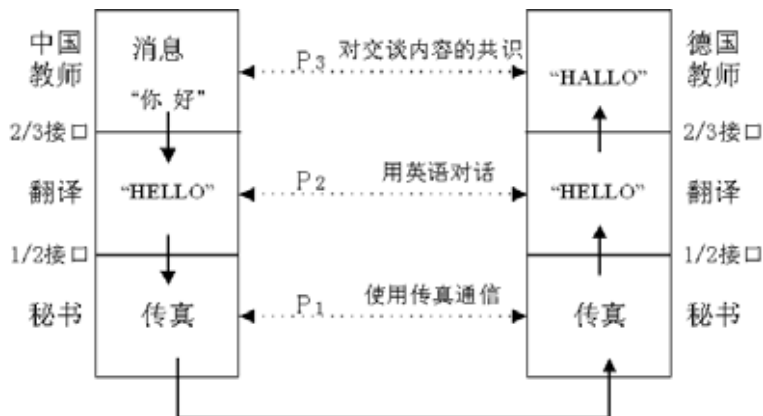 中国
教师
消息
“你 好”
P3 对交谈内容的共识
“HALLO”
德国
教师
2/3接口
2/3接口
翻译
“HELLO”
P2 用英语对话
“HELLO”
翻译
1/2接口
1/2接口
秘书
传真
P1 使用传真通信
传真
秘书